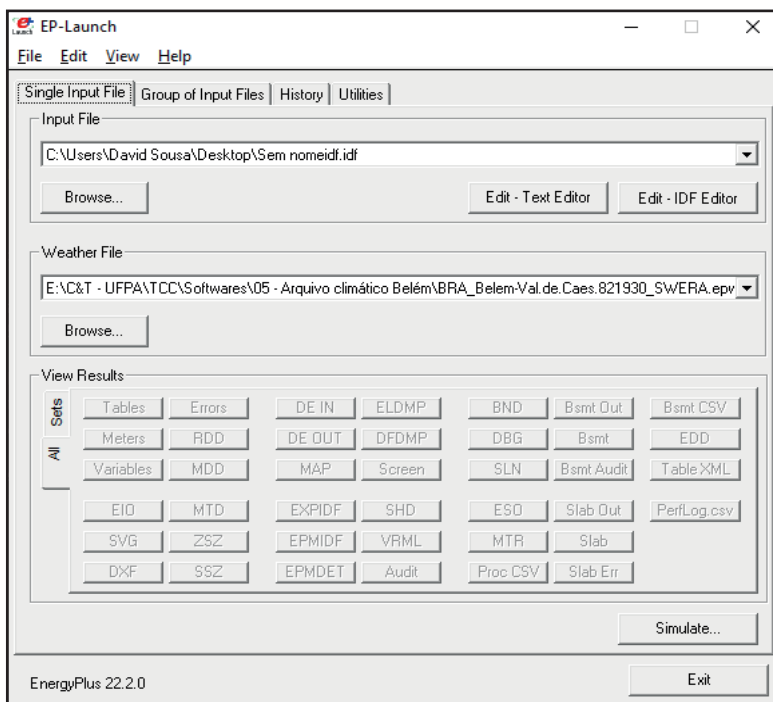 EP-Launch
File Edit View Help
Single Input File Group of Input Files History Utilities
Input File
C:\Users\David Sousa\Desktop\Sem nomeidf.idf
Browse... Edit - Text Editor Edit - IDF Editor
Weather File
E:\C&T - UFPA\TCC\Softwares\05 - Arquivo climático Belém\BRA_Belem-Val.de.Caes.821930_SWERA.epw
Browse...
View Results
Sets
All
Tables Errors DE IN ELDMP BND Bsmt Out Bsmt CSV
Meters RDD DE OUT DFDMP DBG Bsmt EDD
Variables MDD MAP Screen SLN Bsmt Audit Table XML
EIO MTD EXPIDF SHD ESO Slab Out PerfLog.csv
SVG ZSZ EPMIDF VRML MTR Slab
DXF SSZ EPMDET Audit Proc CSV Slab Err
Simulate...
EnergyPlus 22.2.0 Exit